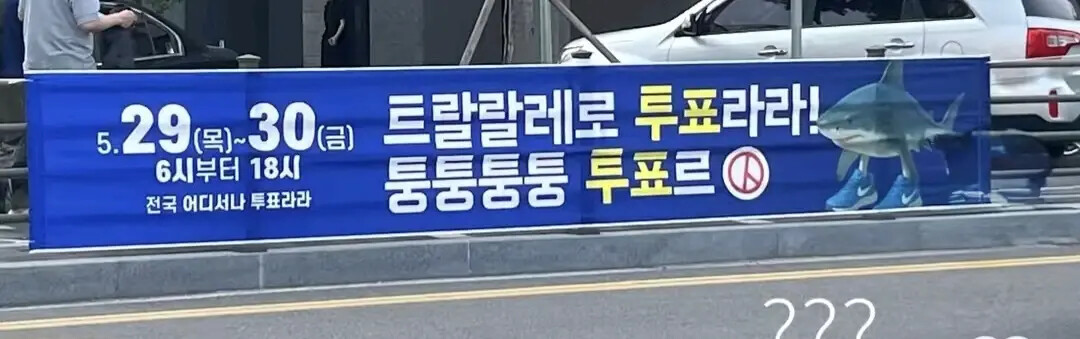 5.29(목)~30(금)
6시부터 18시
전국 어디서나 투표라라
트랄랄레로 투표라라!
퉁퉁퉁퉁 투표르
???